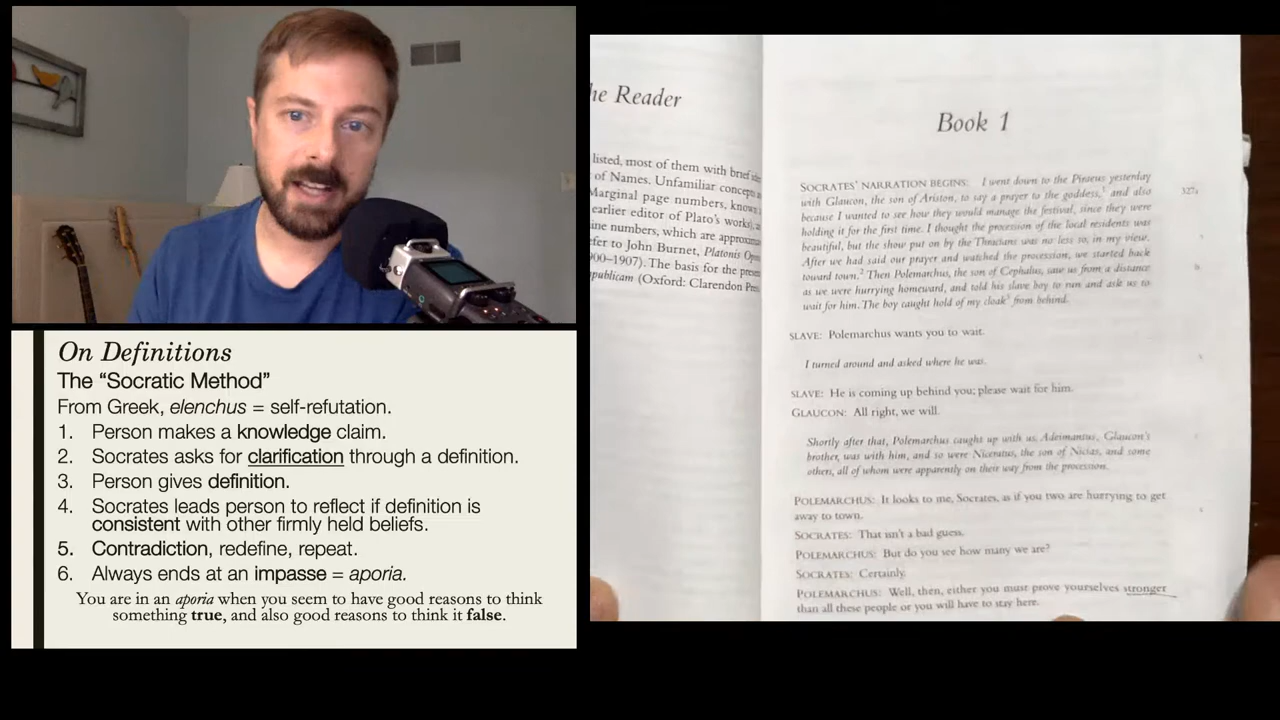 On Definitions
The “Socratic Method”
From Greek, elenchus = self-refutation.
1. Person makes a knowledge claim.
2. Socrates asks for clarification through a definition.
3. Person gives definition.
4. Socrates leads person to reflect if definition is
consistent with other firmly held beliefs.
5. Contradiction, redefine, repeat.
6. Always ends at an impasse = aporia.
You are in an aporia when you seem to have good reasons to think
something true, and also good reasons to think it false.
he Reader
listed, most of them with brief
of Names. Unfamiliar concepts
Marginal page numbers, know
earlier editor of Plato's works),
ine numbers, which are approxim
efer to John Burnet, Platonis Op
900–1907). The basis for the prese
epublicam (Oxford: Clarendon Pre
Book 1
SOCRATES' NARRATION BEGINS: I went down to the Piraeus yesterday
with Glaucon, the son of Ariston, to say a prayer to the goddess,1 and also
because I wanted to see how they would manage the festival, since they were
holding it for the first time. I thought the procession of the local residents was
beautiful, but the show put on by the Thracians was no less so, in my view.
After we had said our prayer and watched the procession, we started back
toward town.2 Then Polemarchus, the son of Cephalus, saw us from a distance
as we were hurrying homeward, and told his slave boy to run and ask us to
wait for him. The boy caught hold of my cloak3 from behind.
327a
SLAVE: Polemarchus wants you to wait.
I turned around and asked where he was.
SLAVE: He is coming up behind you; please wait for him.
GLAUCON: All right, we will.
Shortly after that, Polemarchus caught up with us. Adeimantus, Glaucon's
brother, was with him, and so were Niceratus, the son of Nicias, and some
others, all of whom were apparently on their way from the procession.
POLEMARCHUS: It looks to me, Socrates, as if you two are hurrying to get
away to town.
SOCRATES: That isn't a bad guess.
POLEMARCHUS: But do you see how many we are?
SOCRATES: Certainly.
POLEMARCHUS: Well, then, either you must prove yourselves stronger
than all these people or you will have to stay here.